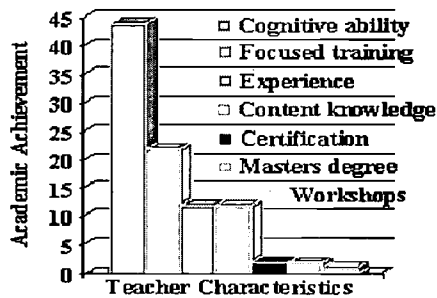 45
40
35
30
25
20
15
10
5
0
Academic Achievement
Cognitive ability
Focused training
Experience
Content knowledge
Certification
Masters degree
Workshops
Teacher Characteristics